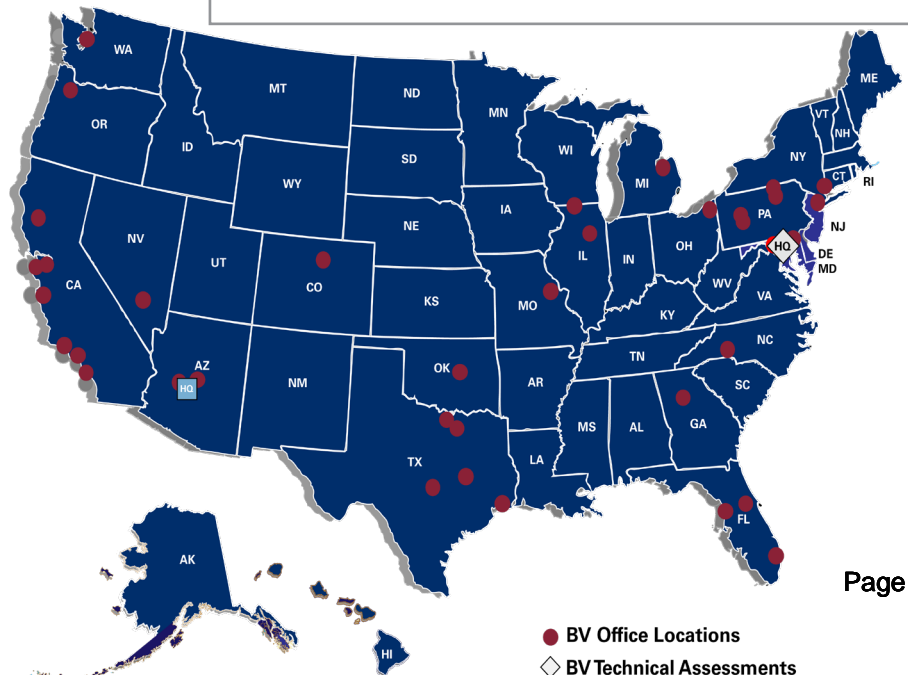 WA
MT
ND
MN
ME
OR
ID
SD
WI
MI
VT
NH
NY
WY
IA
CT
RI
NV
NE
PA
NJ
UT
CO
IL
IN
OH
HQ
DE
MD
CA
KS
MO
WV
VA
KY
AZ
NM
OK
TN
NC
HQ
AR
SC
MS
AL
GA
TX
LA
FL
AK
HI
Page
BV Office Locations
BV Technical Assessments